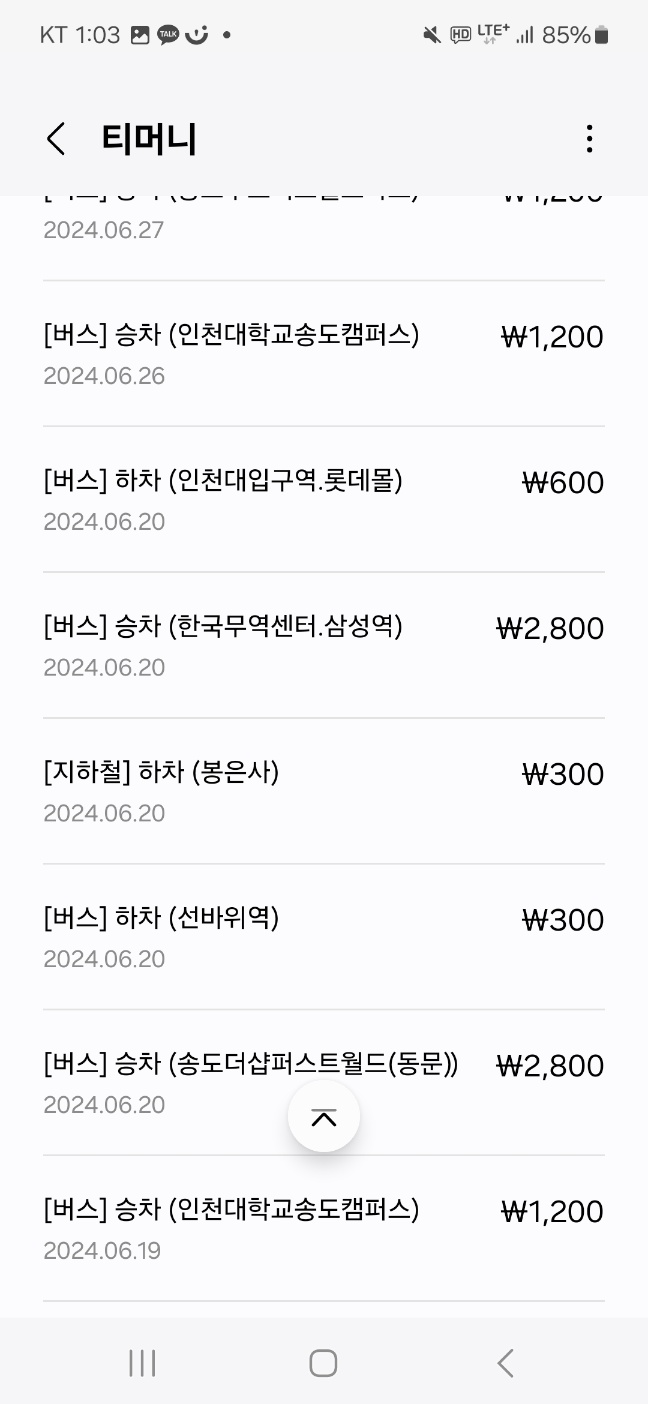 KT 1:03 TALK HD LTE+ 85%
티머니
2024.06.27
[버스] 승차 (인천대학교송도캠퍼스) ₩1,200
2024.06.26
[버스] 하차 (인천대입구역.롯데몰) ₩600
2024.06.20
[버스] 승차 (한국무역센터.삼성역) ₩2,800
2024.06.20
[지하철] 하차 (봉은사) ₩300
2024.06.20
[버스] 하차 (선바위역) ₩300
2024.06.20
[버스] 승차 (송도더샵퍼스트월드(동문)) ₩2,800
2024.06.20
[버스] 승차 (인천대학교송도캠퍼스) ₩1,200
2024.06.19